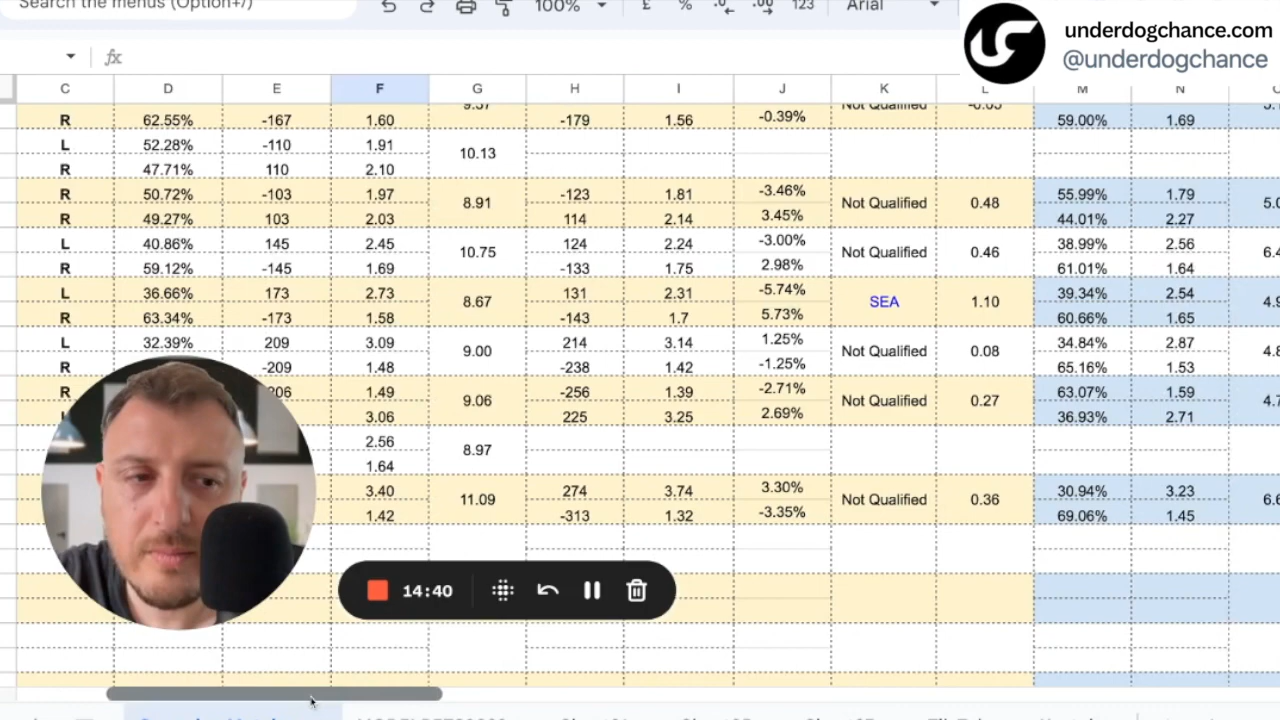 Search the menus (Option+/)
100%
£
%
.0
.00
123
Arial
underdogchance.com
@underdogchance
fx
C D E F G H I J K L M N
9.37 Not Qualified -0.05
R 62.55% -167 1.60 -179 1.56 -0.39% 59.00% 1.69
L 52.28% -110 1.91
10.13
R 47.71% 110 2.10
R 50.72% -103 1.97 -123 1.81 -3.46% 55.99% 1.79
8.91 Not Qualified 0.48
R 49.27% 103 2.03 114 2.14 3.45% 44.01% 2.27
L 40.86% 145 2.45 124 2.24 -3.00% 38.99% 2.56
10.75 Not Qualified 0.46
R 59.12% -145 1.69 -133 1.75 2.98% 61.01% 1.64
L 36.66% 173 2.73 131 2.31 -5.74% 39.34% 2.54
8.67 SEA 1.10
R 63.34% -173 1.58 -143 1.7 5.73% 60.66% 1.65
L 32.39% 209 3.09 214 3.14 1.25% 34.84% 2.87
9.00 Not Qualified 0.08
R -209 1.48 -238 1.42 -1.25% 65.16% 1.53
R 1.49 -256 1.39 -2.71% 63.07% 1.59
9.06 Not Qualified 0.27
3.06 225 3.25 2.69% 36.93% 2.71
2.56
8.97
1.64
3.40 274 3.74 3.30% 30.94% 3.23
11.09 Not Qualified 0.36
1.42 -313 1.32 -3.35% 69.06% 1.45
14:40